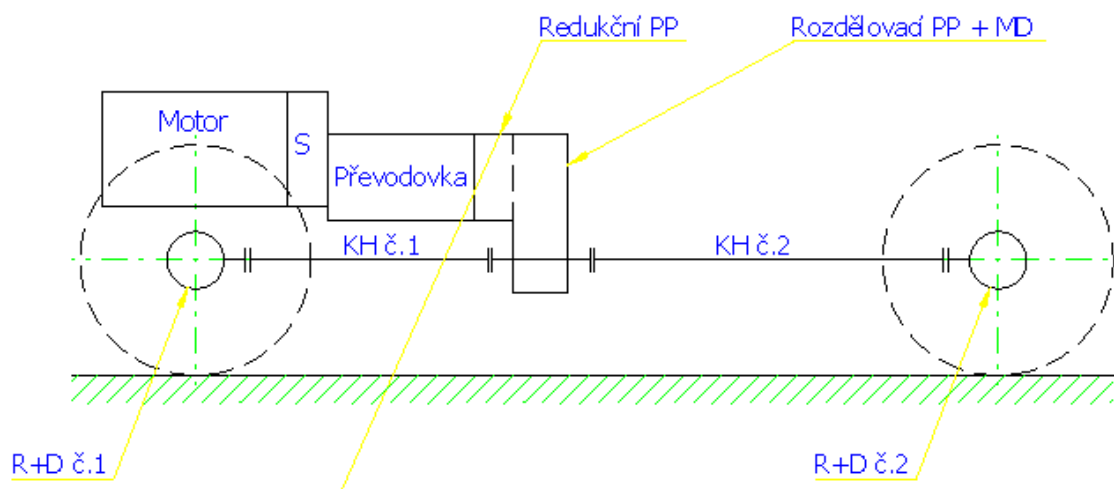 Redukční PP
Rozdělovací PP + MD
Motor
S
Převodovka
KH č.1
KH č.2
R+D č.1
R+D č.2